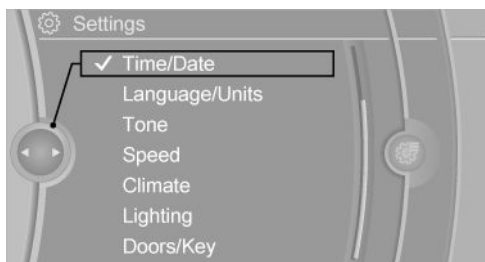 Settings
Time/Date
Language/Units
Tone
Speed
Climate
Lighting
Doors/Key